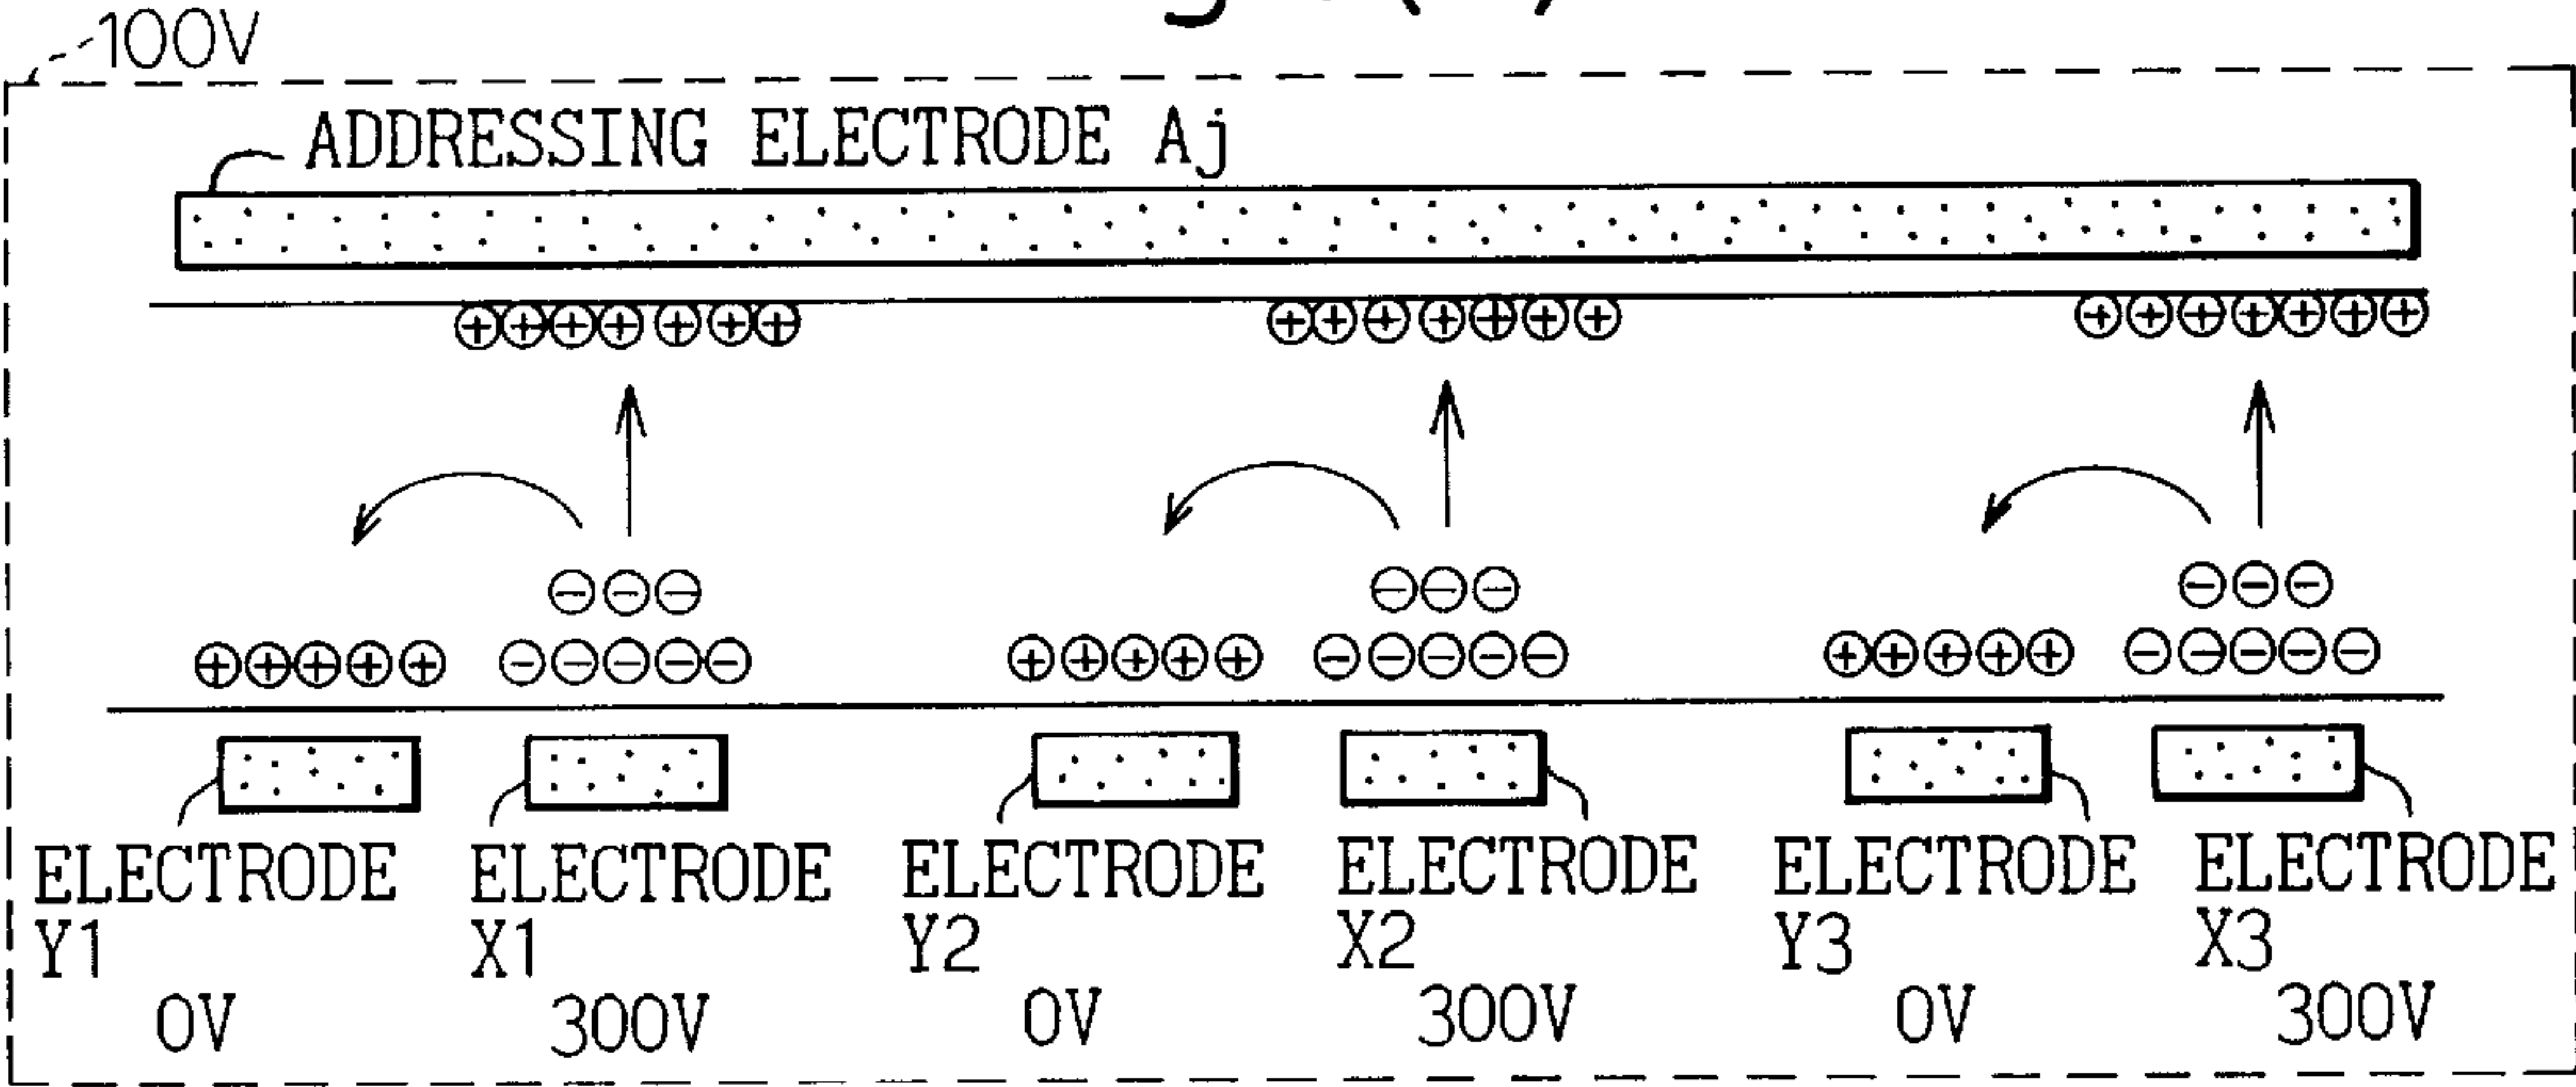 100V
ADDRESSING ELECTRODE Aj
ELECTRODE Y1
ELECTRODE X1
ELECTRODE Y2
ELECTRODE X2
ELECTRODE Y3
ELECTRODE X3
0V 300V 0V 300V 0V 300V